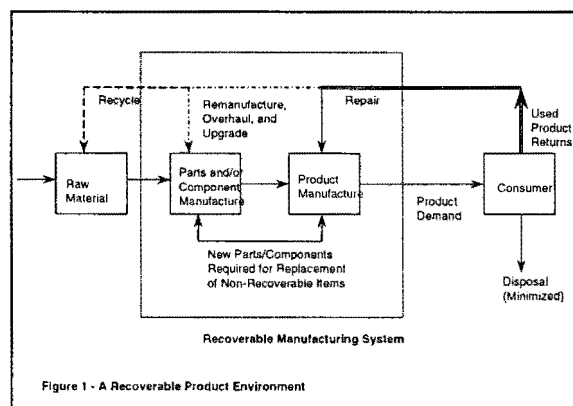 Recycle
Remanufacture,
Overhaul, and
Upgrade
Repair
Used
Product
Returns
Raw
Material
Parts and/or
Component
Manufacture
Product
Manufacture
Product
Demand
Consumer
New Parts/Components
Required for Replacement
of Non-Recoverable Items
Disposal
(Minimized)
Recoverable Manufacturing System
Figure 1 - A Recoverable Product Environment